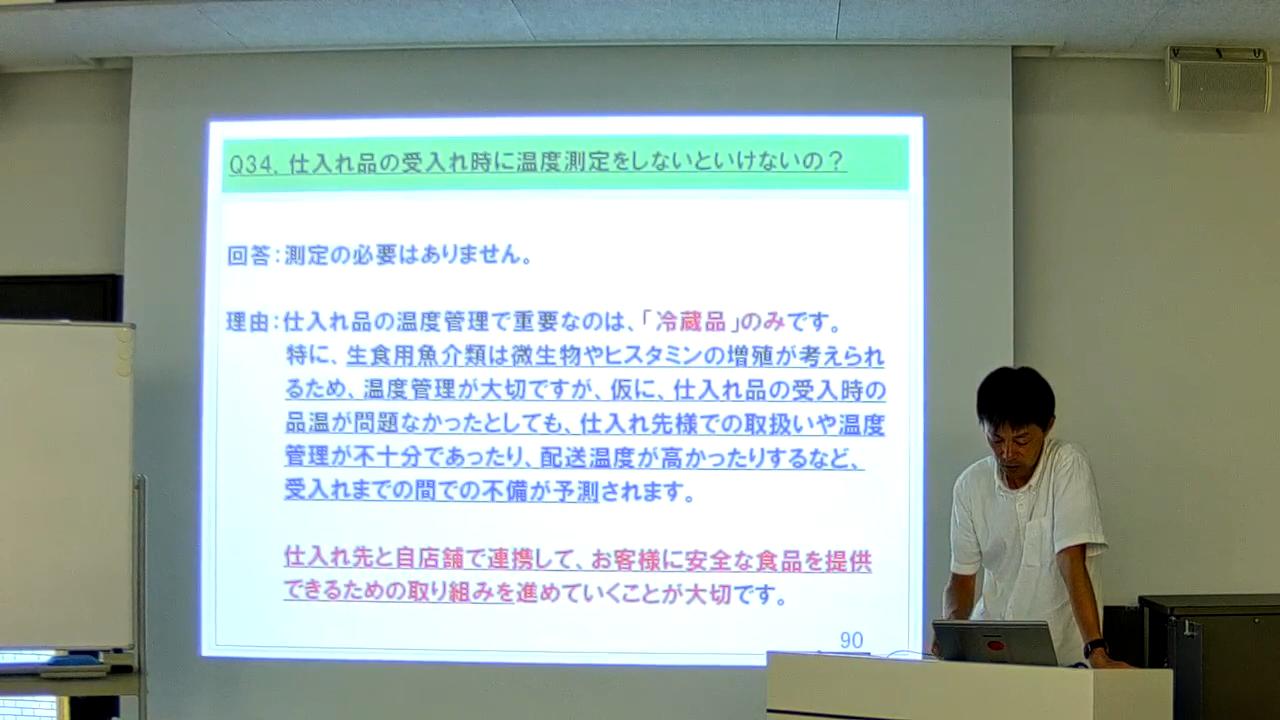 Q34. 仕入れ品の受入れ時に温度測定をしないといけないの？
回答：測定の必要はありません。
理由：仕入れ品の温度管理で重要なのは、「冷蔵品」のみです。
特に、生食用魚介類は微生物やヒスタミンの増殖が考えられ
るため、温度管理が大切ですが、仮に、仕入れ品の受入時の
品温が問題なかったとしても、仕入れ先様での取扱いや温度
管理が不十分であったり、配送温度が高かったりするなど、
受入れまでの間での不備が予測されます。
仕入れ先と自店舗で連携して、お客様に安全な食品を提供
できるための取り組みを進めていくことが大切です。
90